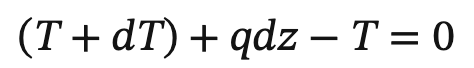 (T + dT) + qdz − T = 0